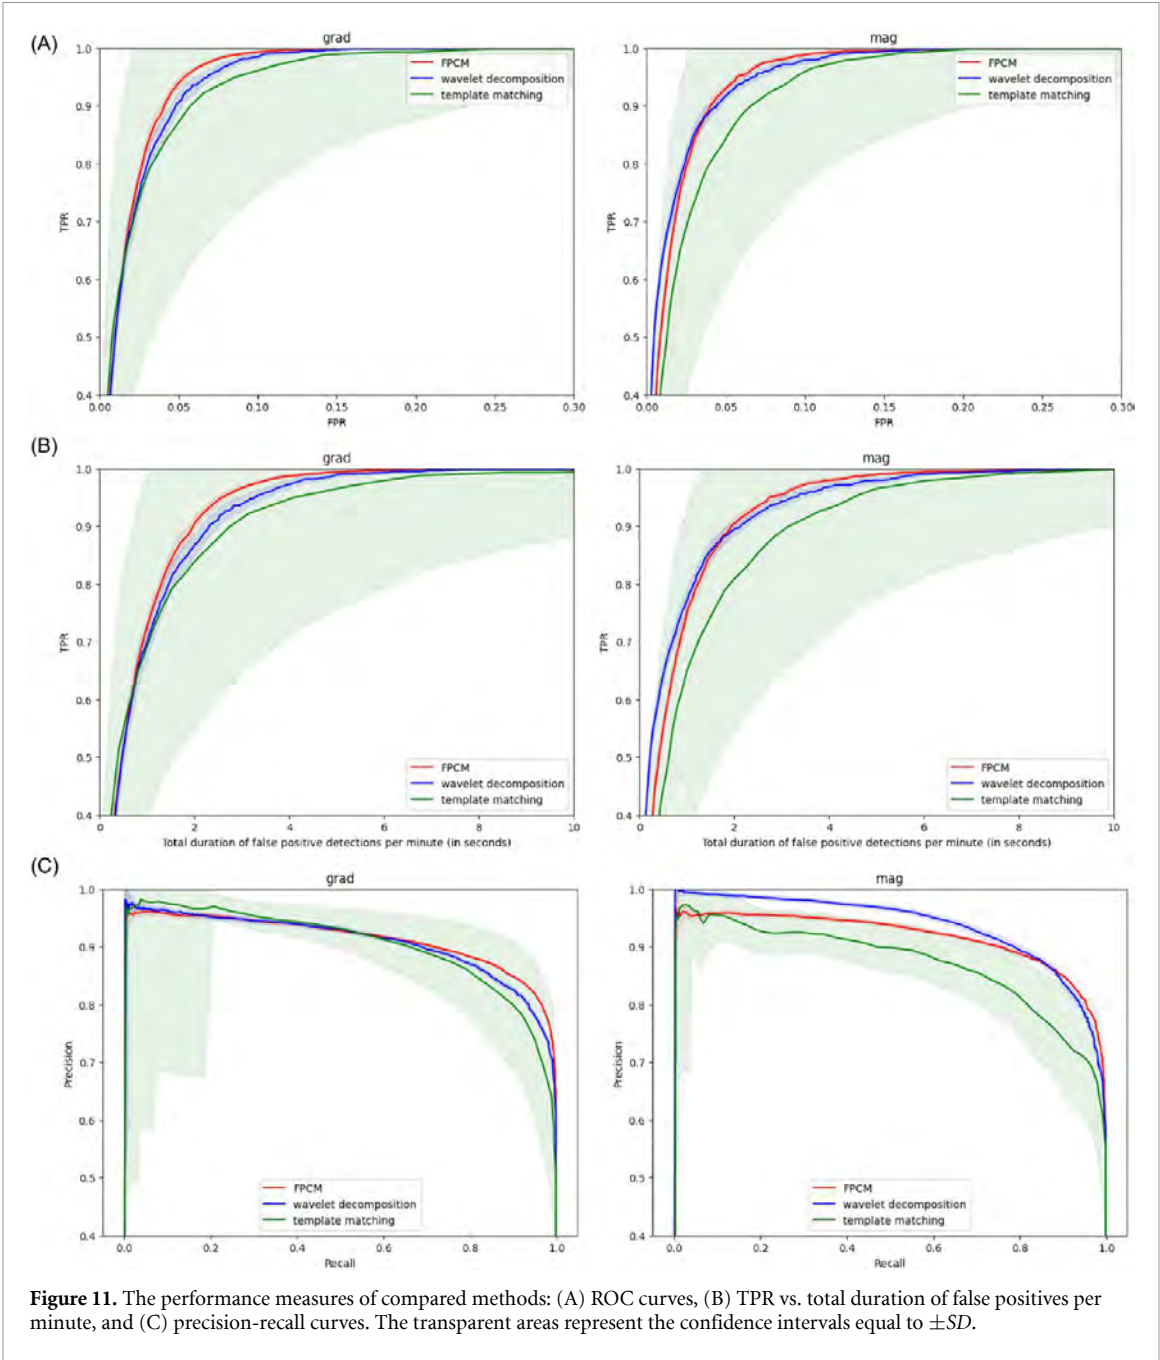 (A)
grad
1.0
0.9
0.8
0.7
0.6
0.5
0.4
TPR
0.00 0.05 0.10 0.15 0.20 0.25 0.30
FPR
FPCM
wavelet decomposition
template matching
mag
1.0
0.9
0.8
0.7
0.6
0.5
0.4
TPR
0.00 0.05 0.10 0.15 0.20 0.25 0.30
FPR
FPCM
wavelet decomposition
template matching
(B)
grad
1.0
0.9
0.8
0.7
0.6
0.5
0.4
TPR
0 2 4 6 8 10
Total duration of false positive detections per minute (in seconds)
FPCM
wavelet decomposition
template matching
mag
1.0
0.9
0.8
0.7
0.6
0.5
0.4
TPR
0 2 4 6 8 10
Total duration of false positive detections per minute (in seconds)
FPCM
wavelet decomposition
template matching
(C)
grad
1.0
0.9
0.8
0.7
0.6
0.5
0.4
Precision
0.0 0.2 0.4 0.6 0.8 1.0
Recall
FPCM
wavelet decomposition
template matching
mag
1.0
0.9
0.8
0.7
0.6
0.5
0.4
Precision
0.0 0.2 0.4 0.6 0.8 1.0
Recall
FPCM
wavelet decomposition
template matching
Figure 11. The performance measures of compared methods: (A) ROC curves, (B) TPR vs. total duration of false positives per
minute, and (C) precision-recall curves. The transparent areas represent the confidence intervals equal to ±SD.